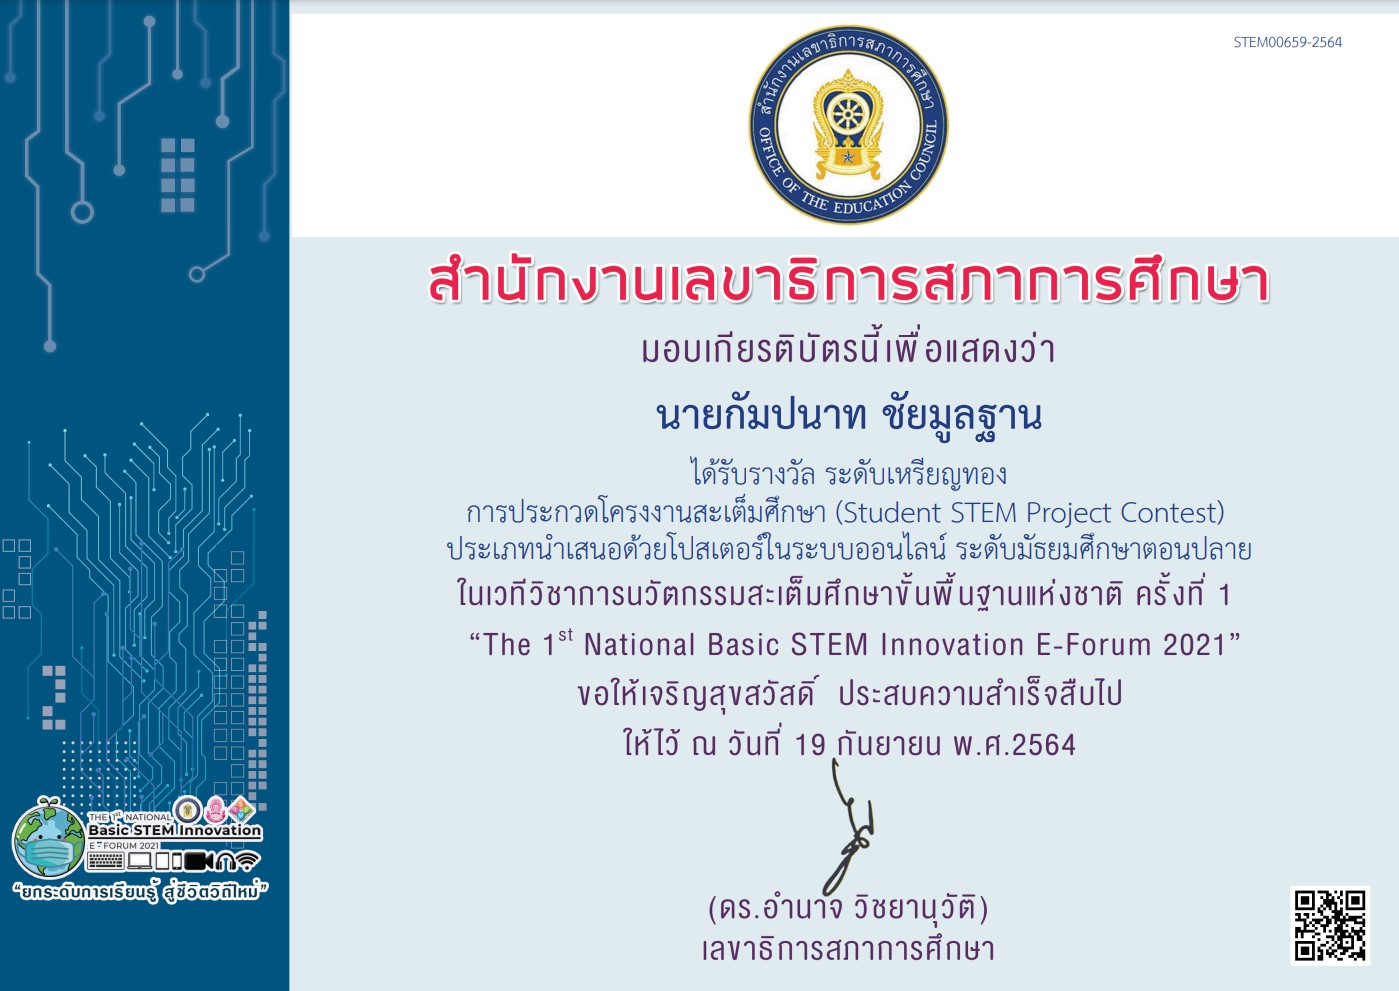 STEM00659-2564
สำนักงานเลขาธิการสภาการศึกษา
OFFICE OF THE EDUCATION COUNCIL
สำนักงานเลขาธิการสภาการศึกษา
มอบเกียรติบัตรนี้เพื่อแสดงว่า
นายกัมปนาท ชัยมูลฐาน
ได้รับรางวัล ระดับเหรียญทอง
การประกวดโครงงานสะเต็มศึกษา (Student STEM Project Contest)
ประเภทนำเสนอด้วยโปสเตอร์ในระบบออนไลน์ ระดับมัธยมศึกษาตอนปลาย
ในเวทีวิชาการนวัตกรรมสะเต็มศึกษาขั้นพื้นฐานแห่งชาติ ครั้งที่ 1
“The 1st National Basic STEM Innovation E-Forum 2021”
ขอให้เจริญสุขสวัสดิ์ ประสบความสำเร็จสืบไป
ให้ไว้ ณ วันที่ 19 กันยายน พ.ศ.2564
(ดร.อำนาจ วิชยานุวัติ)
เลขาธิการสภาการศึกษา
THE 1st NATIONAL
Basic STEM Innovation
E-FORUM 2021
“ยกระดับการเรียนรู้ สู่ชีวิตวิถีใหม่”